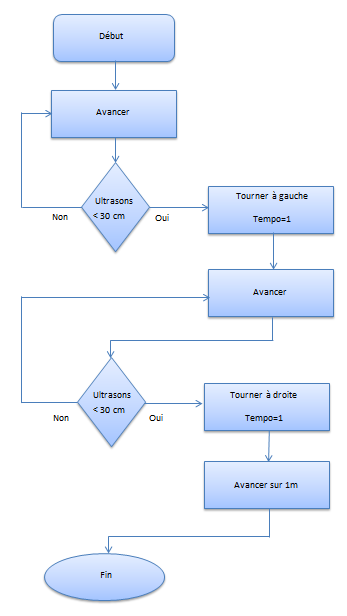 Début
Avancer
Ultrasons
< 30 cm
Non
Oui
Tourner à gauche
Tempo=1
Avancer
Ultrasons
< 30 cm
Non
Oui
Tourner à droite
Tempo=1
Avancer sur 1m
Fin